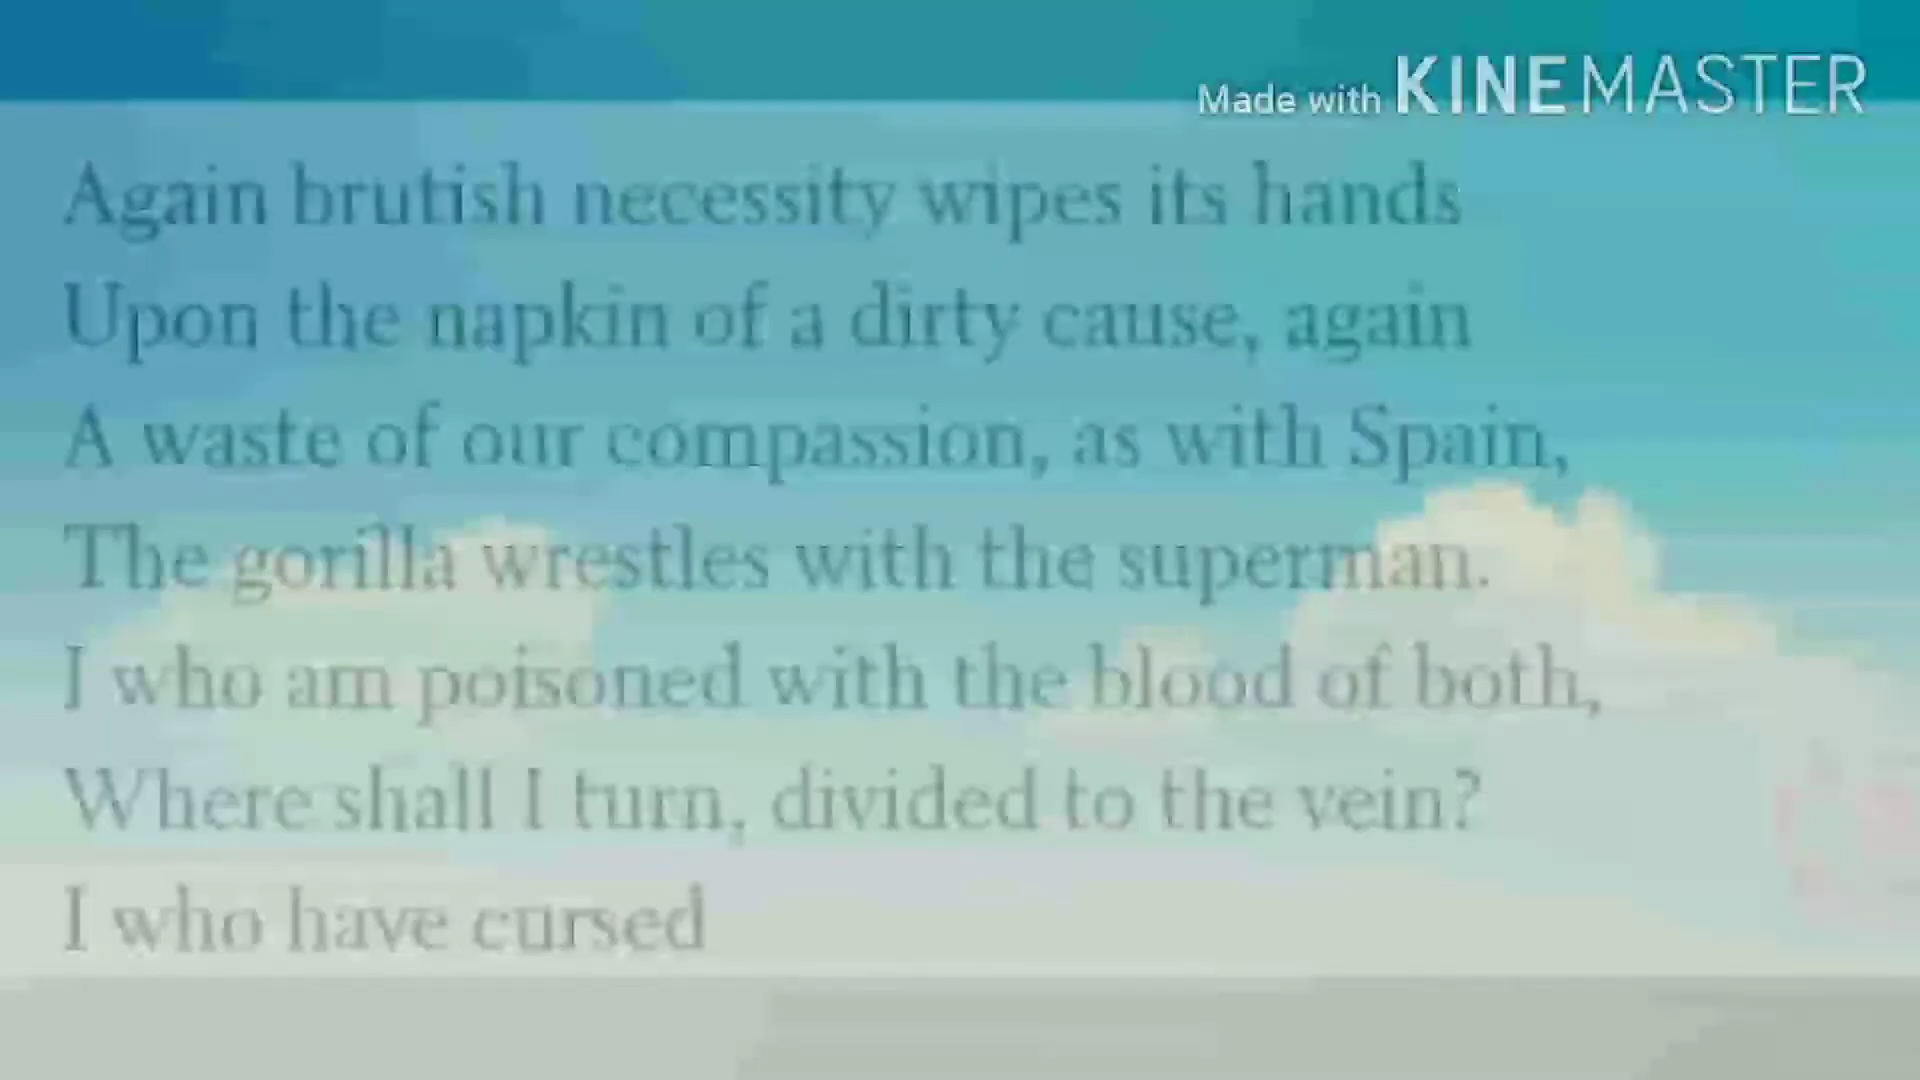 Made with KINEMASTER
Again brutish necessity wipes its hands
Upon the napkin of a dirty cause, again
A waste of our compassion, as with Spain,
The gorilla wrestles with the superman.
I who am poisoned with the blood of both,
Where shall I turn, divided to the vein?
I who have cursed